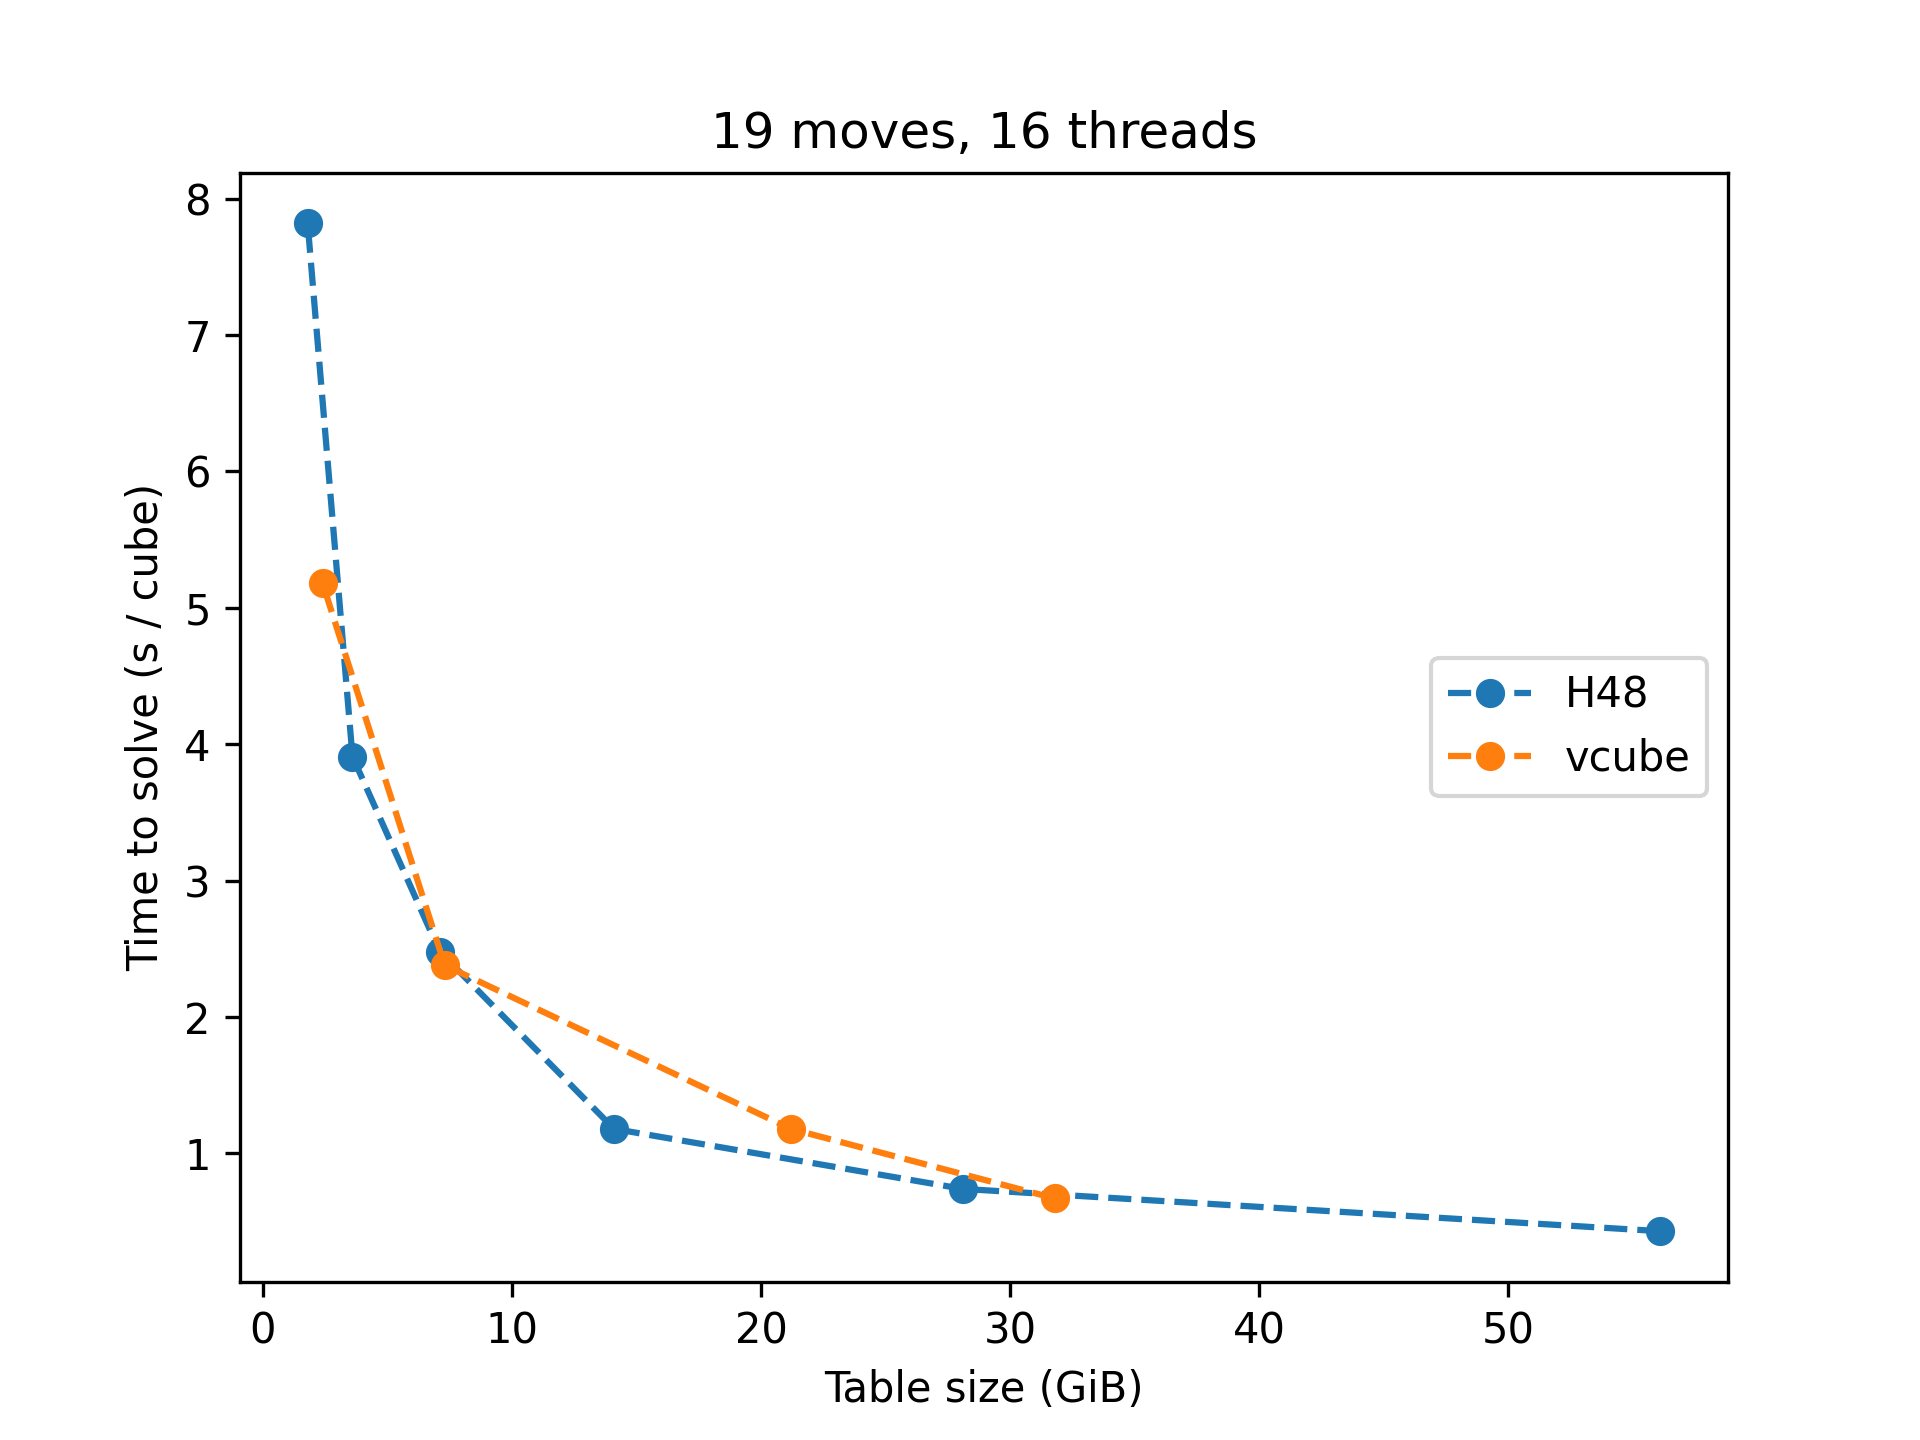 19 moves, 16 threads
8
7
6
5
4
3
2
1
Time to solve (s / cube)
H48
vcube
0 10 20 30 40 50
Table size (GiB)